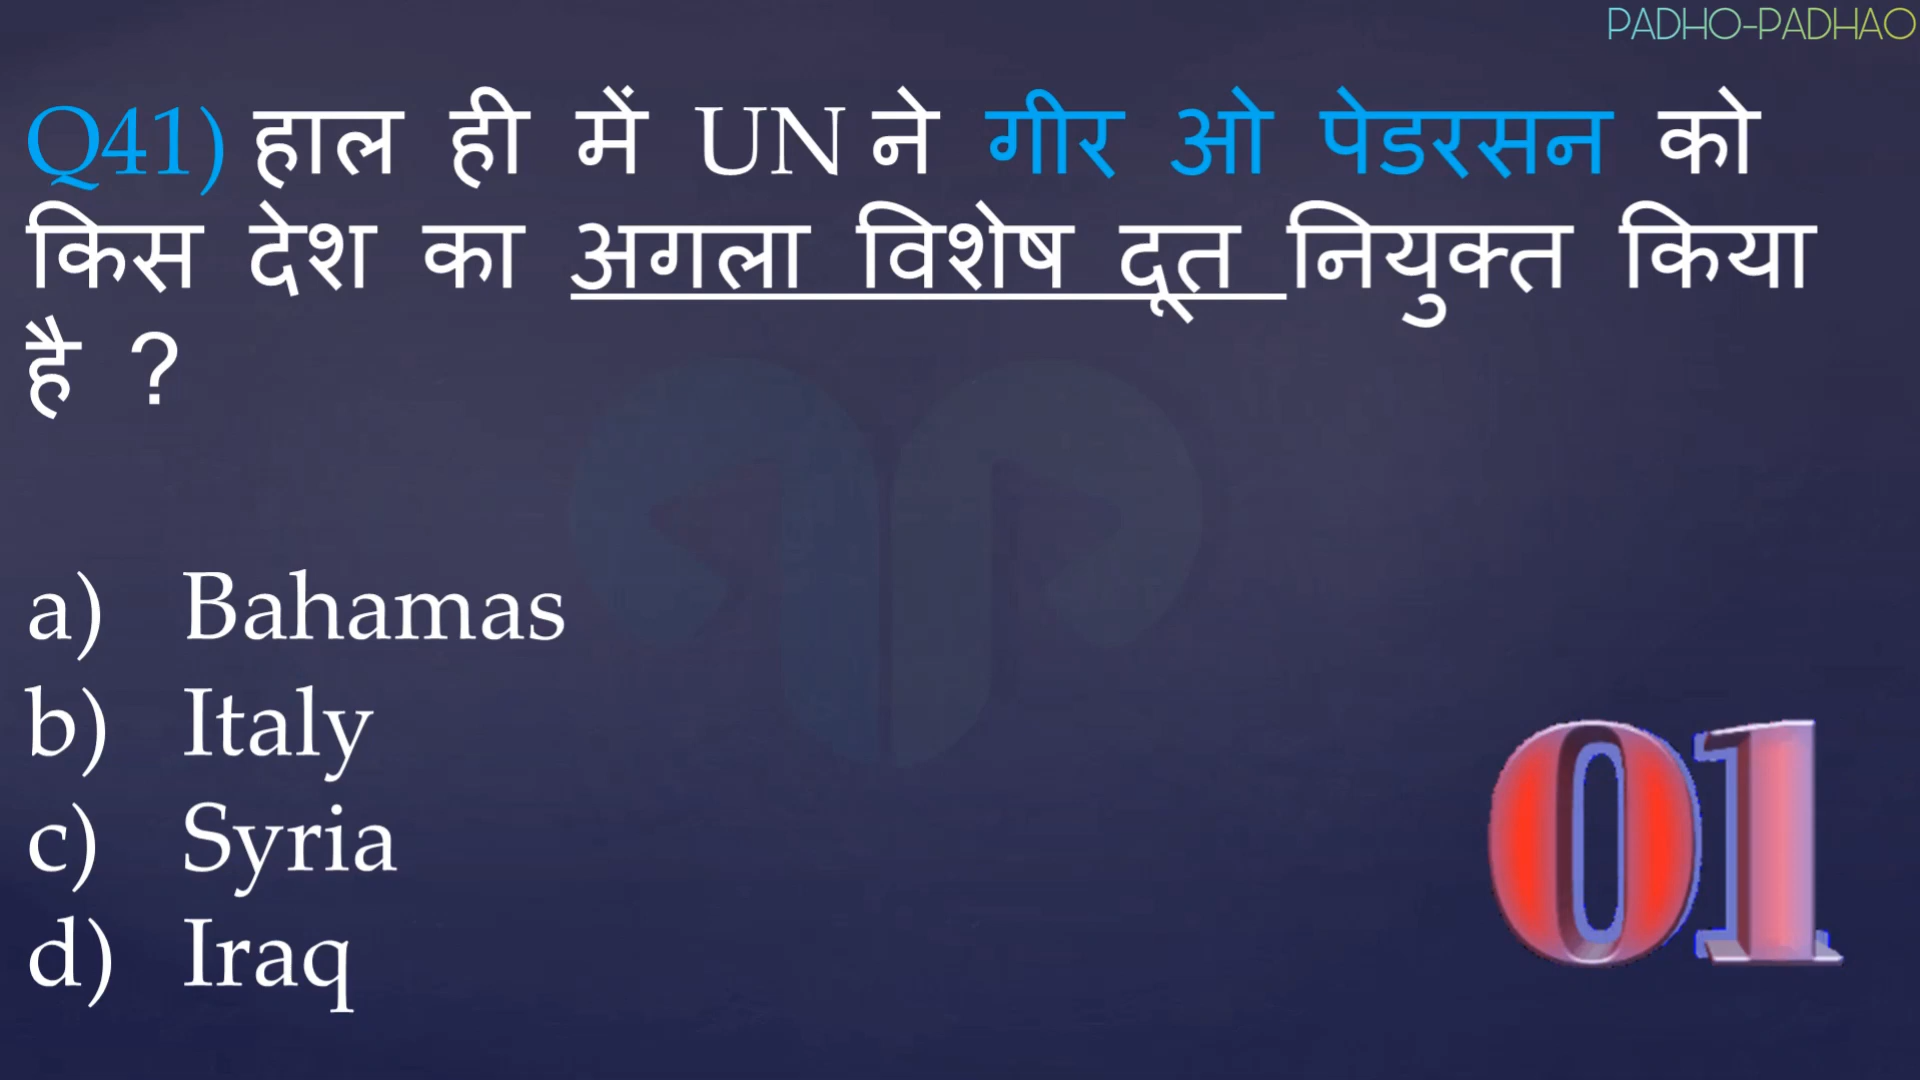 PADHO-PADHAO
Q41) हाल ही में UN ने गीर ओ पेडरसन को
किस देश का अगला विशेष दूत नियुक्त किया
है ?
a) Bahamas
b) Italy
c) Syria
d) Iraq
01